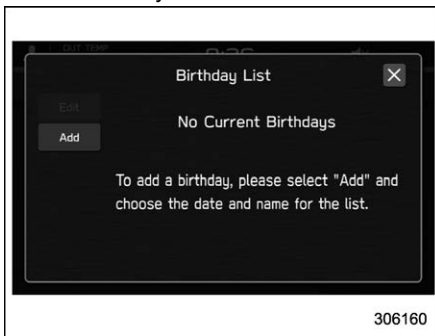 OUT TEMP
Birthday List
Edit
Add
No Current Birthdays
To add a birthday, please select "Add" and
choose the date and name for the list.
306160